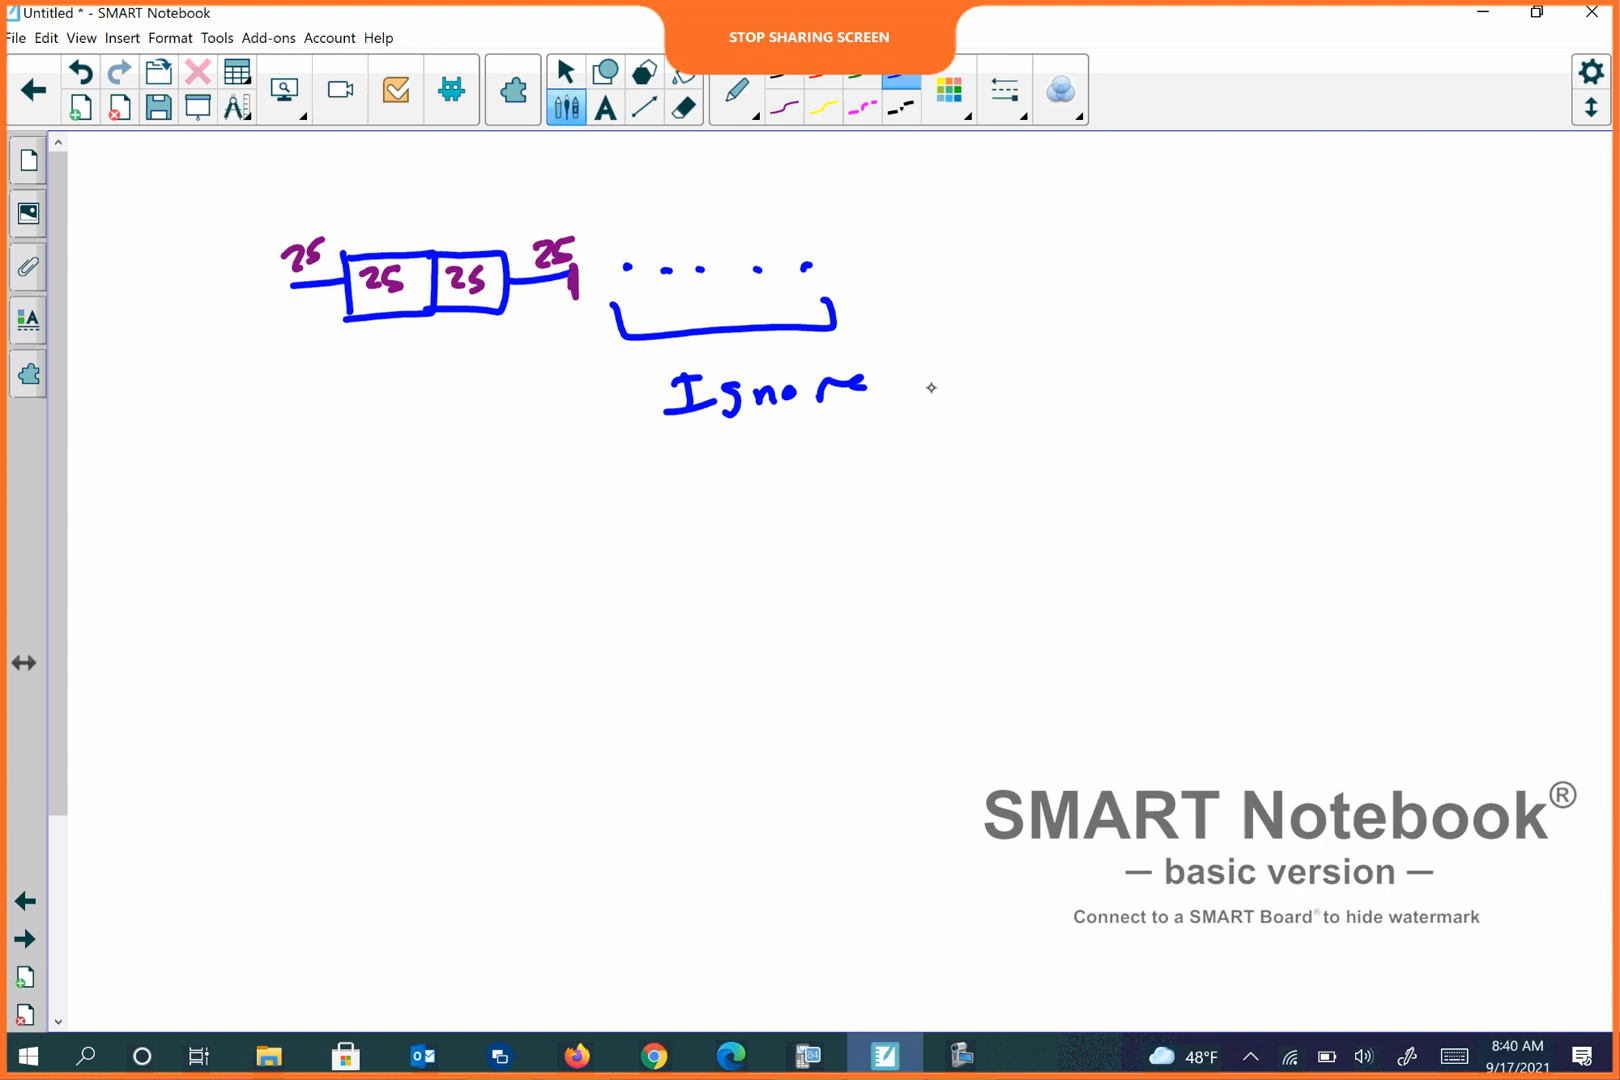 Untitled * - SMART Notebook
STOP SHARING SCREEN
File Edit View Insert Format Tools Add-ons Account Help
25 25 25 25
Ignore
SMART Notebook®
— basic version —
Connect to a SMART Board® to hide watermark
84
48°F
8:40 AM
9/17/2021